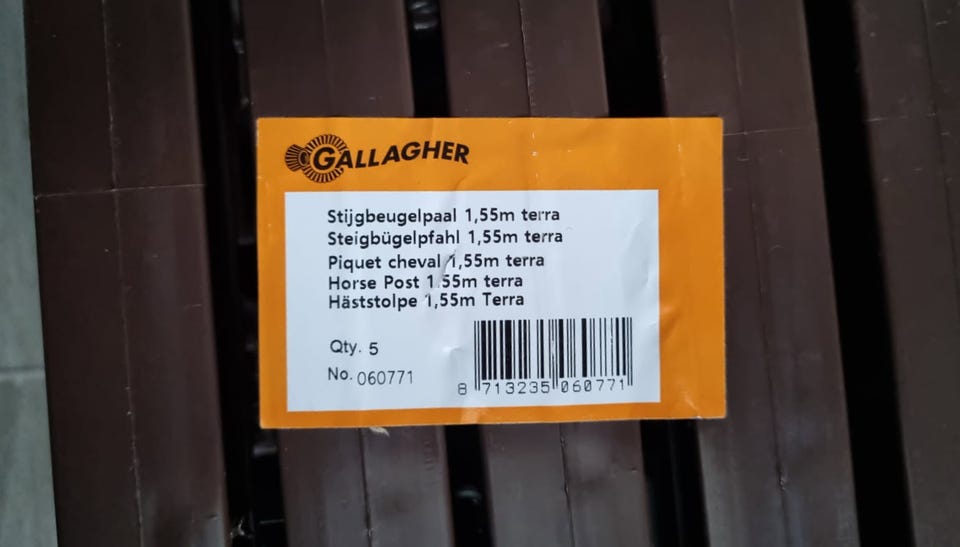 GALLAGHER
Stijgbeugelpaal 1,55m terra
Steigbügelpfahl 1,55m terra
Piquet cheval 1,55m terra
Horse Post 1.55m terra
Häststolpe 1,55m Terra
Qty. 5
No. 060771
8 713235 060771